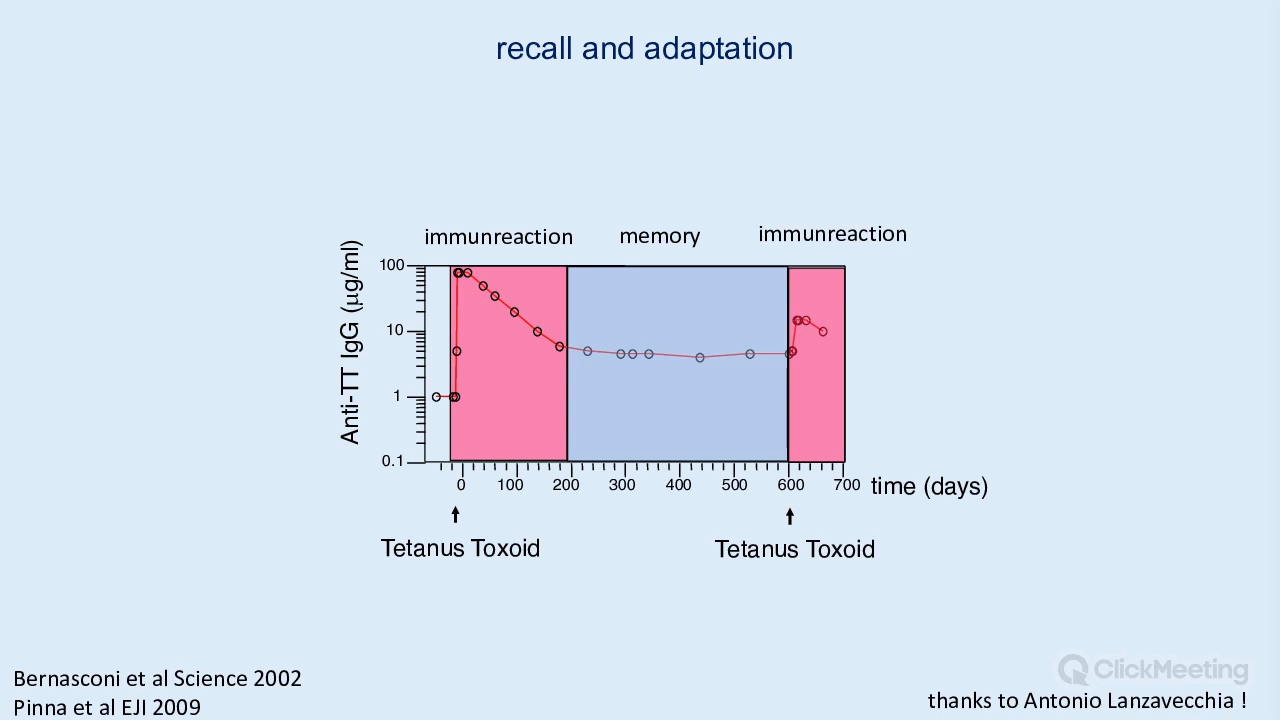 recall and adaptation
immunreaction
memory
immunreaction
Anti-TT IgG (µg/ml)
100
10
1
0.1
0 100 200 300 400 500 600 700
time (days)
Tetanus Toxoid
Tetanus Toxoid
Bernasconi et al Science 2002
Pinna et al EJI 2009
ClickMeeting
thanks to Antonio Lanzavecchia !